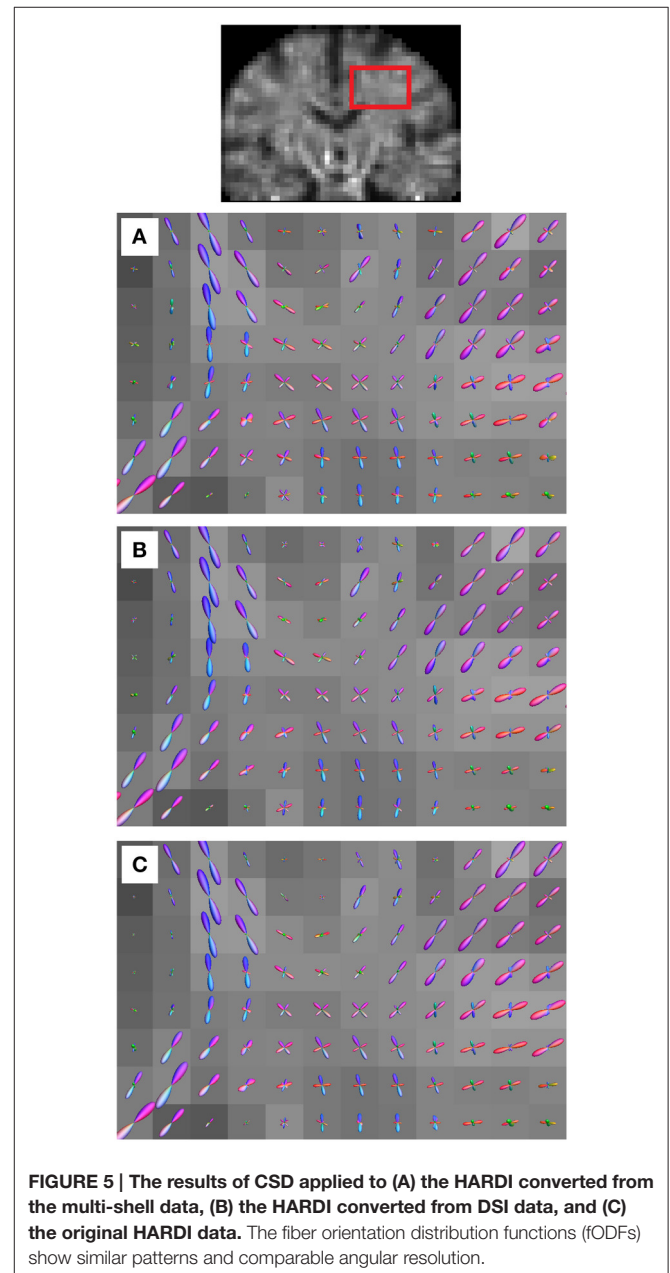 A
B
C
FIGURE 5 | The results of CSD applied to (A) the HARDI converted from
the multi-shell data, (B) the HARDI converted from DSI data, and (C)
the original HARDI data. The fiber orientation distribution functions (fODFs)
show similar patterns and comparable angular resolution.